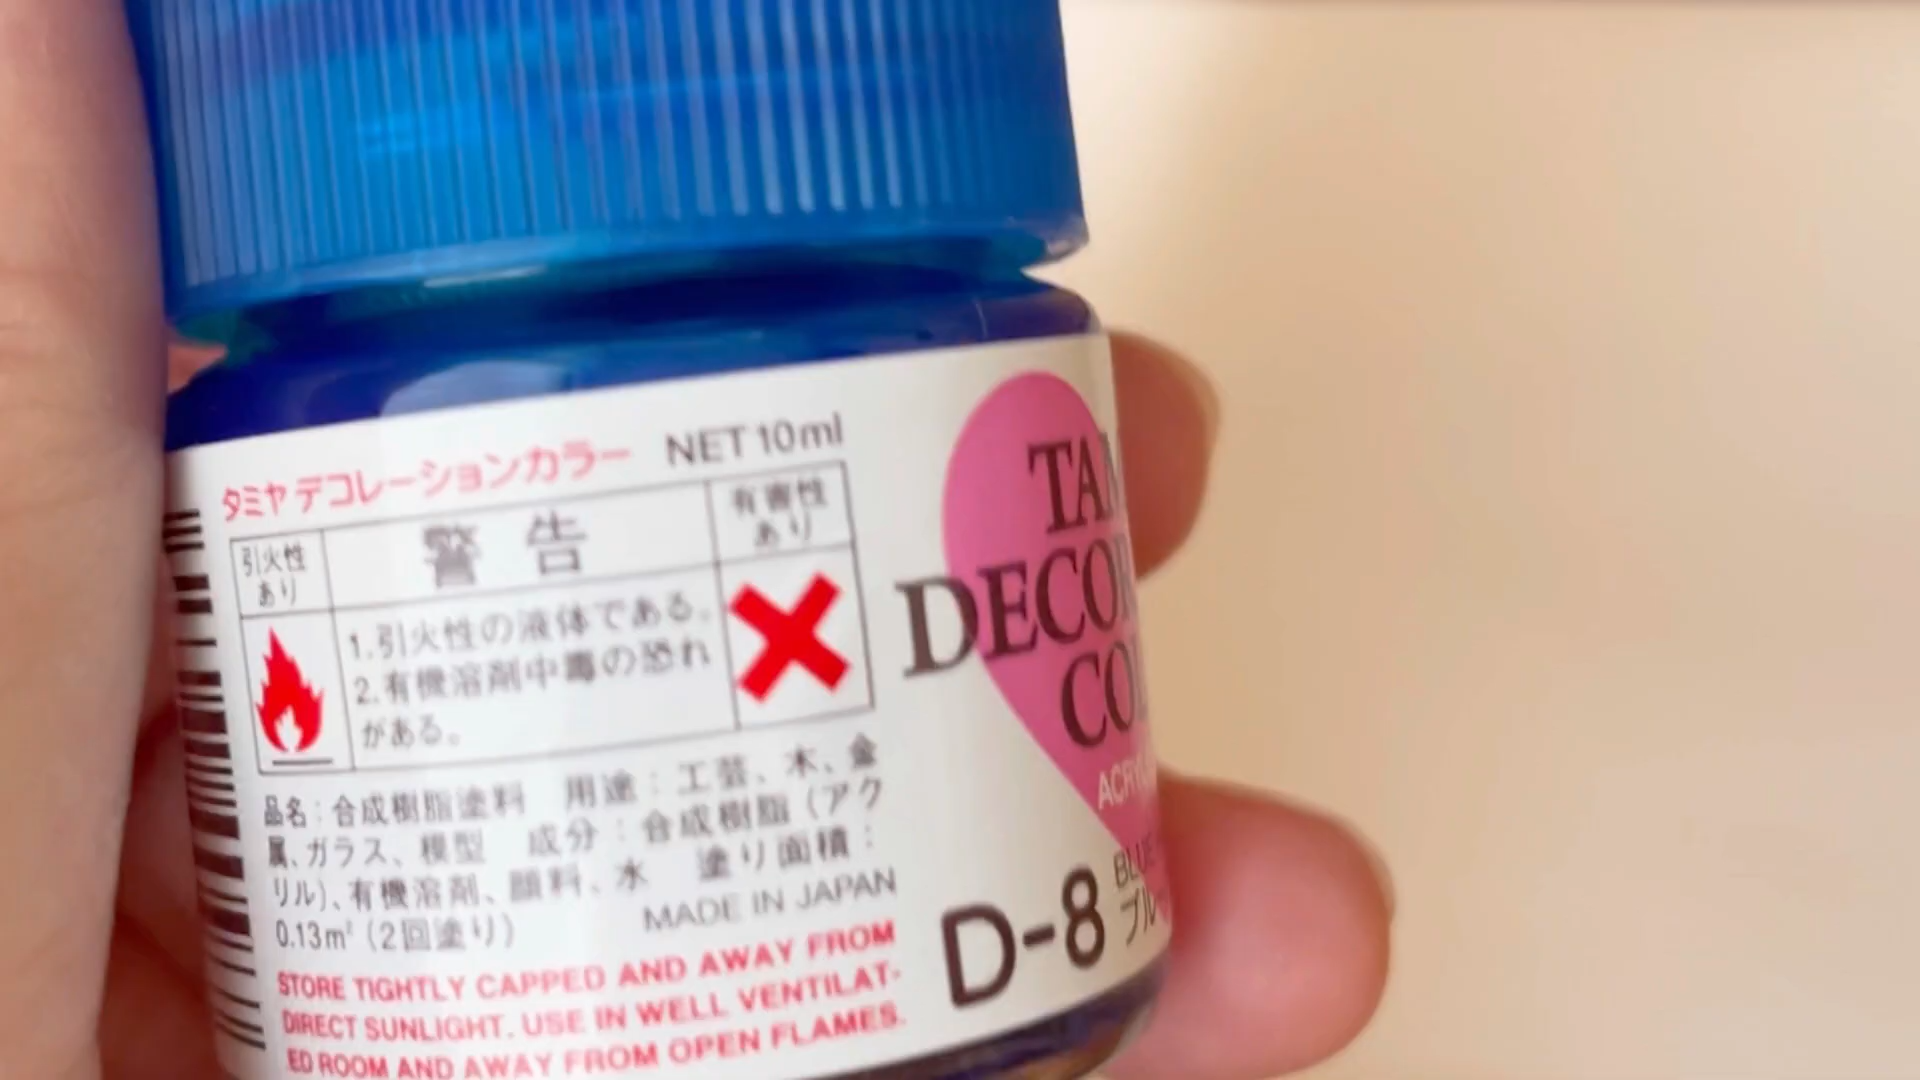 タミヤデコレーションカラー NET 10ml
引火性
あり
警告
有害性
あり
1.引火性の液体である。
2.有機溶剤中毒の恐れ
がある。
品名:合成樹脂塗料 用途:工芸、木、金
属、ガラス、模型 成分:合成樹脂(アク
リル)、有機溶剤、顔料、水 塗り面積:
0.13m²(2回塗り) MADE IN JAPAN
STORE TIGHTLY CAPPED AND AWAY FROM
DIRECT SUNLIGHT. USE IN WELL VENTILAT-
ED ROOM AND AWAY FROM OPEN FLAMES.
D-8
BLUE